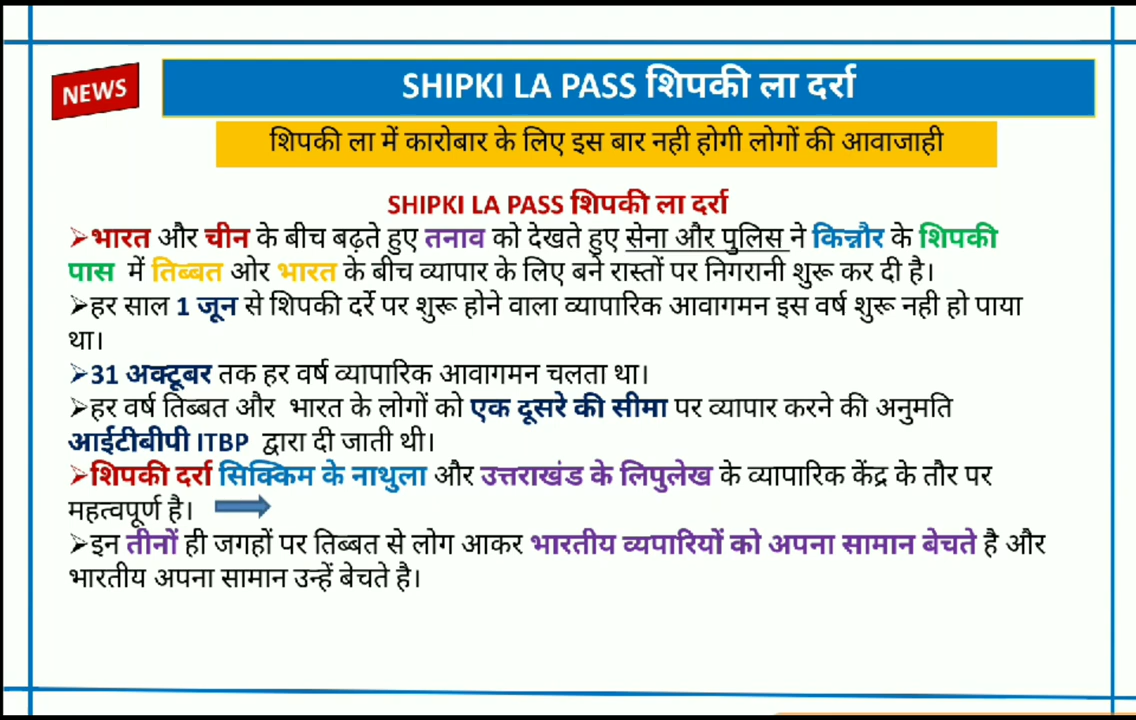 NEWS
SHIPKI LA PASS शिपकी ला दर्रा
शिपकी ला में कारोबार के लिए इस बार नही होगी लोगों की आवाजाही
SHIPKI LA PASS शिपकी ला दर्रा
➢भारत और चीन के बीच बढ़ते हुए तनाव को देखते हुए सेना और पुलिस ने किन्नौर के शिपकी
पास में तिब्बत ओर भारत के बीच व्यापार के लिए बने रास्तों पर निगरानी शुरू कर दी है।
➢हर साल 1 जून से शिपकी दर्रे पर शुरू होने वाला व्यापारिक आवागमन इस वर्ष शुरू नही हो पाया
था।
➢31 अक्टूबर तक हर वर्ष व्यापारिक आवागमन चलता था।
➢हर वर्ष तिब्बत और भारत के लोगों को एक दूसरे की सीमा पर व्यापार करने की अनुमति
आईटीबीपी ITBP द्वारा दी जाती थी।
➢शिपकी दर्रा सिक्किम के नाथुला और उत्तराखंड के लिपुलेख के व्यापारिक केंद्र के तौर पर
महत्वपूर्ण है।
➢इन तीनों ही जगहों पर तिब्बत से लोग आकर भारतीय व्यपारियों को अपना सामान बेचते है और
भारतीय अपना सामान उन्हें बेचते है।